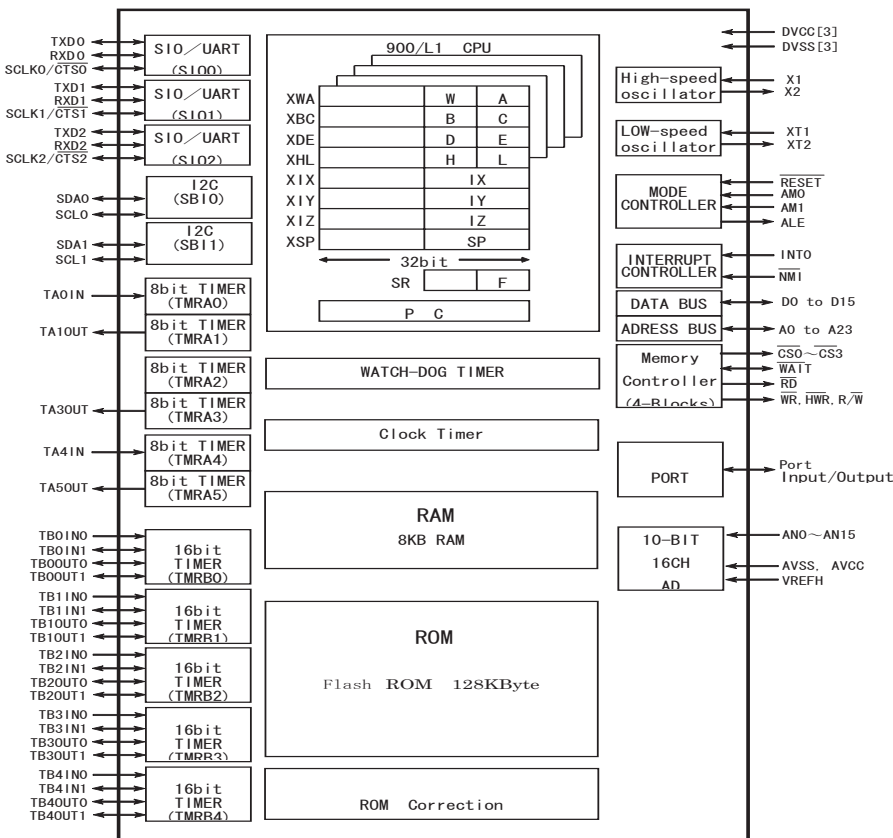 TXD0
RXD0
SCLK0/CTS0
SIO/UART
(SIO0)
TXD1
RXD1
SCLK1/CTS1
SIO/UART
(SIO1)
TXD2
RXD2
SCLK2/CTS2
SIO/UART
(SIO2)
SDA0
SCL0
I2C
(SBI0)
SDA1
SCL1
I2C
(SBI1)
TA0IN
8bit TIMER
(TMRA0)
TA1OUT
8bit TIMER
(TMRA1)
8bit TIMER
(TMRA2)
TA3OUT
8bit TIMER
(TMRA3)
TA4IN
8bit TIMER
(TMRA4)
TA5OUT
8bit TIMER
(TMRA5)
TB0IN0
TB0IN1
TB0OUT0
TB0OUT1
16bit
TIMER
(TMRB0)
TB1IN0
TB1IN1
TB1OUT0
TB1OUT1
16bit
TIMER
(TMRB1)
TB2IN0
TB2IN1
TB2OUT0
TB2OUT1
16bit
TIMER
(TMRB2)
TB3IN0
TB3IN1
TB3OUT0
TB3OUT1
16bit
TIMER
(TMRB3)
TB4IN0
TB4IN1
TB4OUT0
TB4OUT1
16bit
TIMER
(TMRB4)
900/L1 CPU
XWA W A
XBC B C
XDE D E
XHL H L
XIX IX
XIY IY
XIZ IZ
XSP SP
32bit
SR F
P C
WATCH-DOG TIMER
Clock Timer
RAM
8KB RAM
ROM
Flash ROM 128KByte
ROM Correction
DVCC[3]
DVSS[3]
High-speed
oscillator
X1
X2
LOW-speed
oscillator
XT1
XT2
MODE
CONTROLLER
RESET
AM0
AM1
ALE
INTERRUPT
CONTROLLER
INT0
NMI
DATA BUS
D0 to D15
ADRESS BUS
A0 to A23
Memory
Controller
(4-Blocks)
CS0～CS3
WAIT
RD
WR, HWR, R/W
PORT
Port
Input/Output
10-BIT
16CH
AD
AN0～AN15
AVSS, AVCC
VREFH